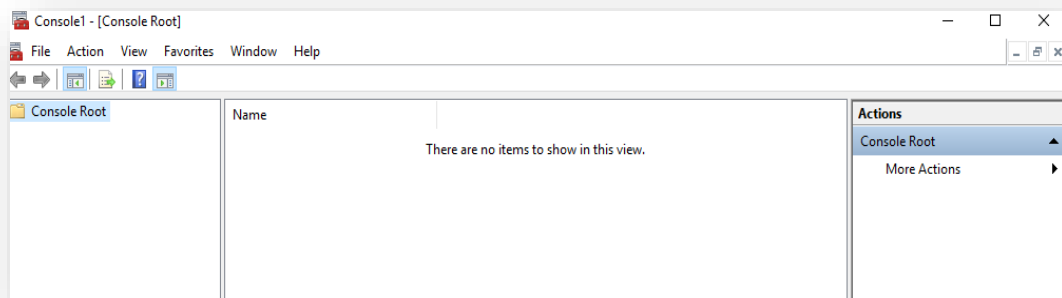 Console1 - [Console Root]
File Action View Favorites Window Help
Console Root
Name
There are no items to show in this view.
Actions
Console Root
More Actions